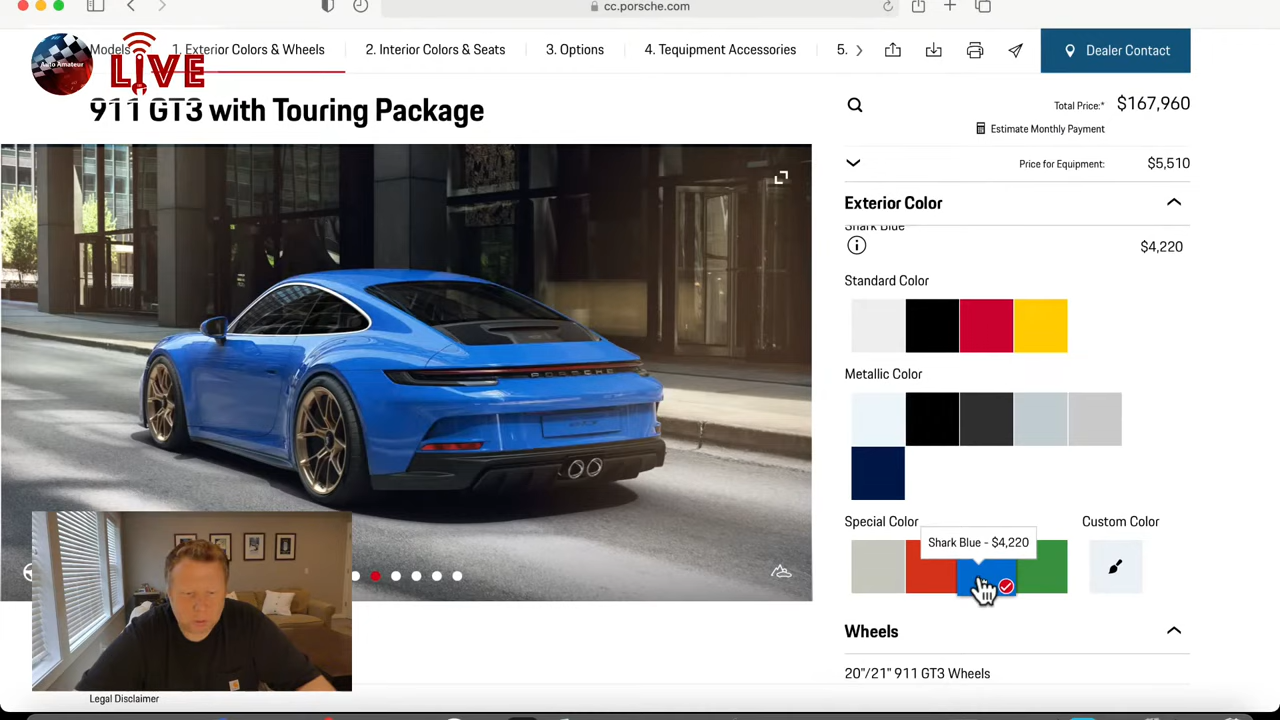 cc.porsche.com
Auto Amateur
LIVE
Models
1. Exterior Colors & Wheels
2. Interior Colors & Seats
3. Options
4. Tequipment Accessories
5.
Dealer Contact
911 GT3 with Touring Package
Total Price:* $167,960
Estimate Monthly Payment
Price for Equipment: $5,510
Exterior Color
Shark Blue
$4,220
Standard Color
Metallic Color
Special Color
Custom Color
Shark Blue - $4,220
PORSCHE
Wheels
20"/21" 911 GT3 Wheels
Legal Disclaimer